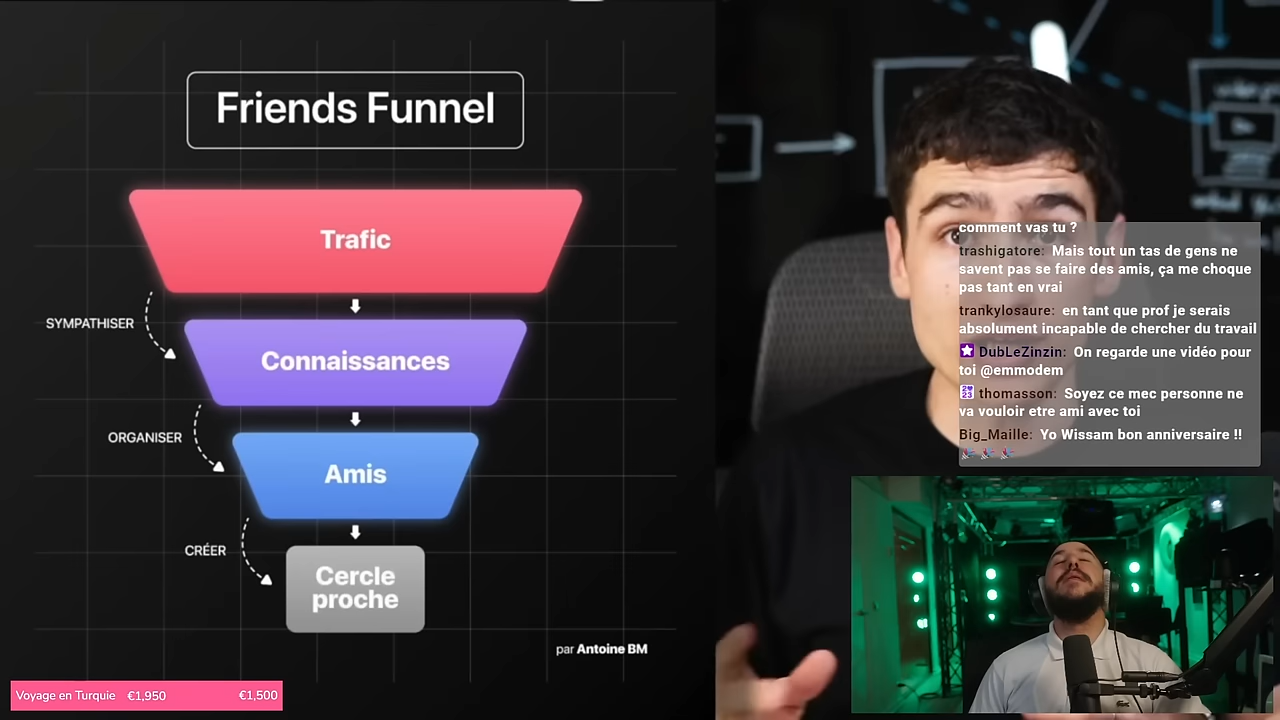 Friends Funnel
Trafic
SYMPATHISER
Connaissances
ORGANISER
Amis
CRÉER
Cercle
proche
par Antoine BM
Voyage en Turquie €1,950 €1,500
comment vas tu ?
trashigatore: Mais tout un tas de gens ne
savent pas se faire des amis, ça me choque
pas tant en vrai
trankylosaure: en tant que prof je serais
absolument incapable de chercher du travail
DubLeZinzin: On regarde une vidéo pour
toi @emmodem
thomasson: Soyez ce mec personne ne
va vouloir etre ami avec toi
Big_Maille: Yo Wissam bon anniversaire !!